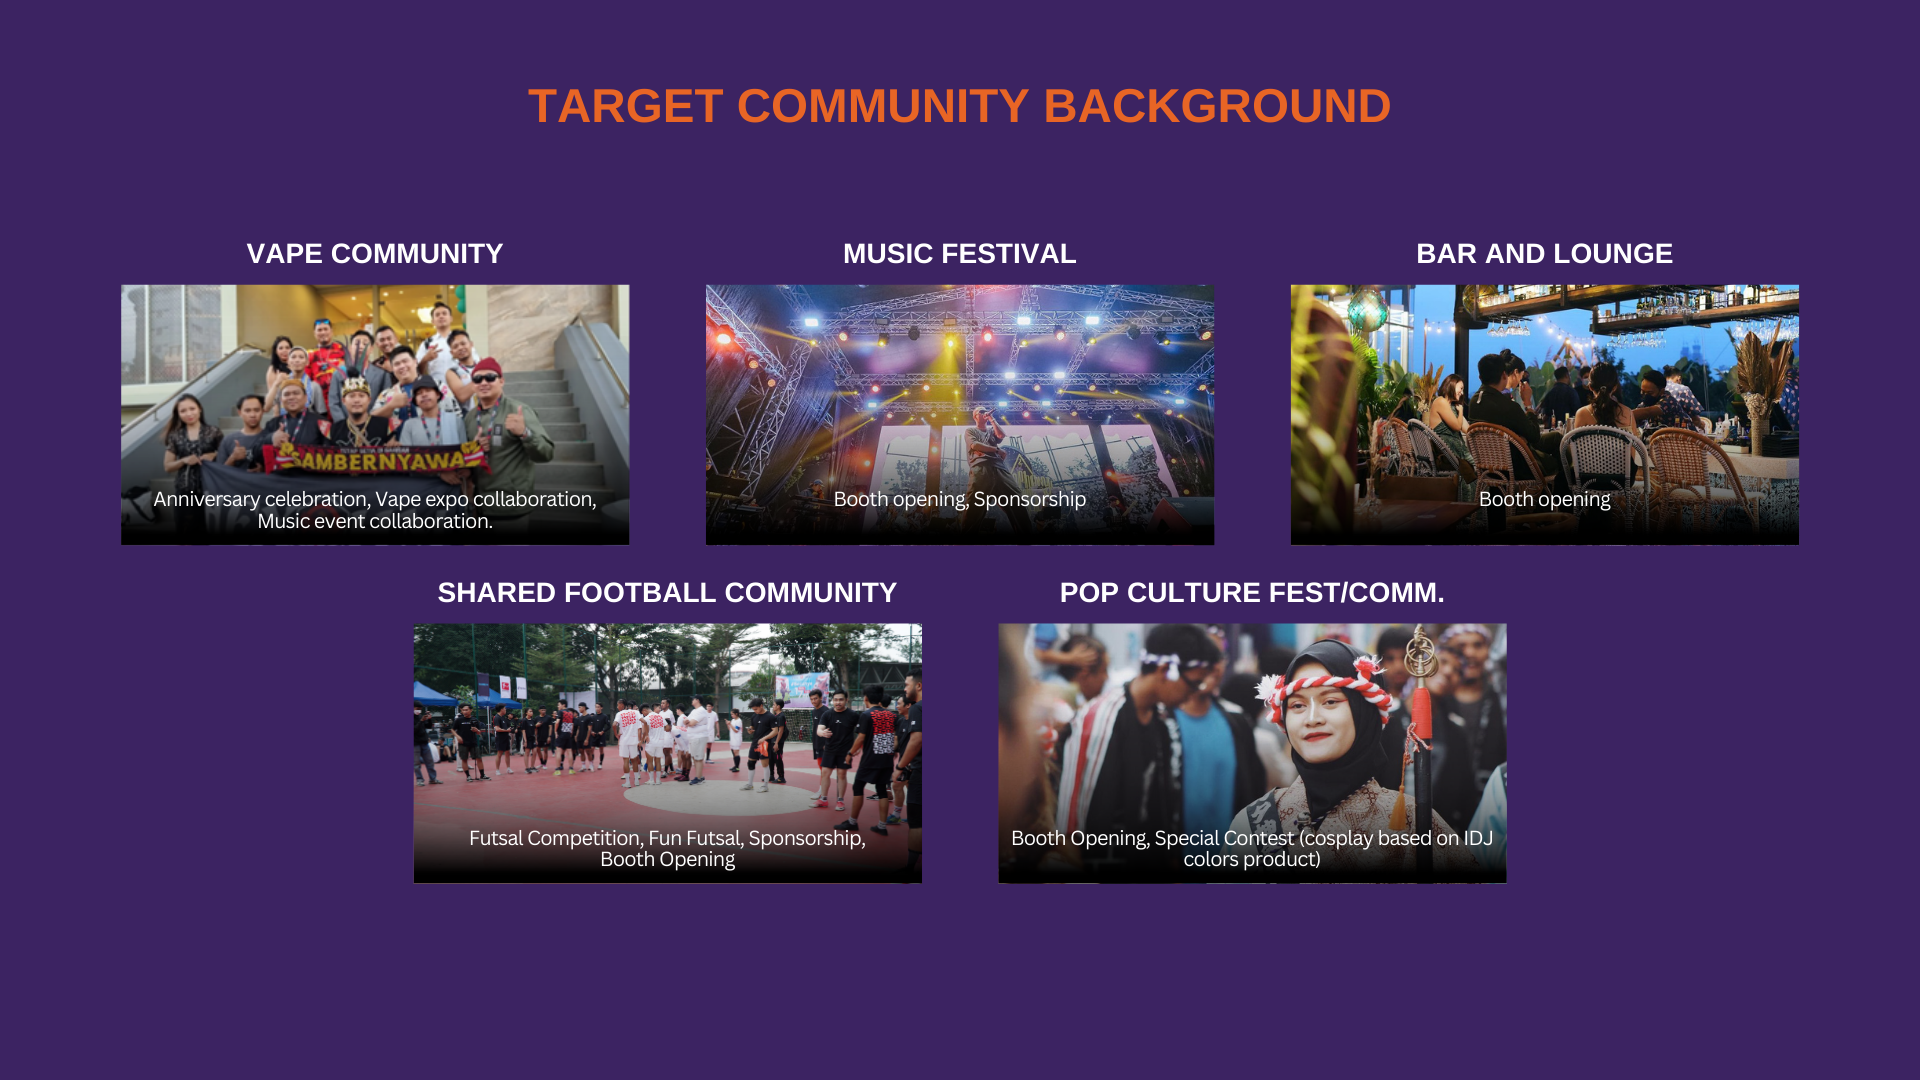 TARGET COMMUNITY BACKGROUND
VAPE COMMUNITY
SAMBERNYAWA
Anniversary celebration, Vape expo collaboration,
Music event collaboration.
MUSIC FESTIVAL
Booth opening, Sponsorship
BAR AND LOUNGE
Booth opening
SHARED FOOTBALL COMMUNITY
Futsal Competition, Fun Futsal, Sponsorship,
Booth Opening
POP CULTURE FEST/COMM.
Booth Opening, Special Contest (cosplay based on IDJ
colors product)